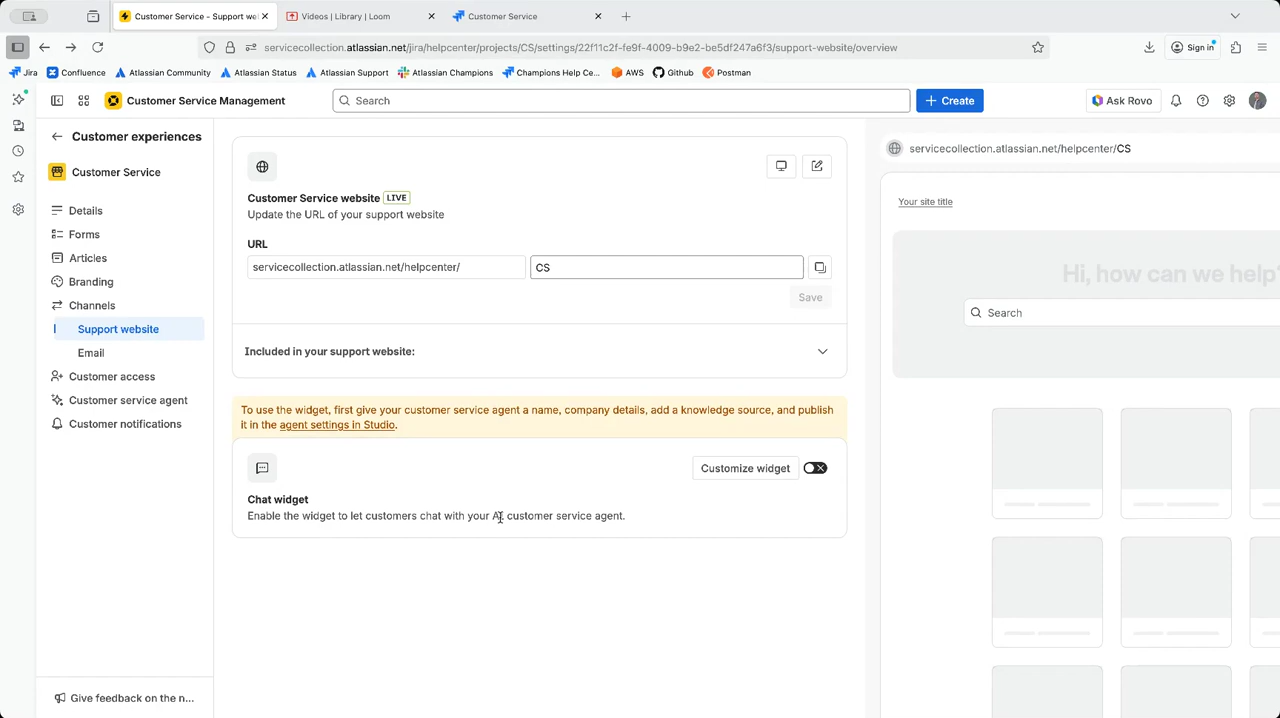 Customer Service - Support we
Videos | Library | Loom
Customer Service
servicecollection.atlassian.net/jira/helpcenter/projects/CS/settings/22f11c2f-fe9f-4009-b9e2-be5df247a6f3/support-website/overview
Sign in
Jira
Confluence
Atlassian Community
Atlassian Status
Atlassian Support
Atlassian Champions
Champions Help Ce...
AWS
Github
Postman
Customer Service Management
Search
+ Create
Ask Rovo
Customer experiences
Customer Service
Details
Forms
Articles
Branding
Channels
Support website
Email
Customer access
Customer service agent
Customer notifications
Give feedback on the n...
Customer Service website LIVE
Update the URL of your support website
URL
servicecollection.atlassian.net/helpcenter/
CS
Save
Included in your support website:
To use the widget, first give your customer service agent a name, company details, add a knowledge source, and publish
it in the agent settings in Studio.
Customize widget
Chat widget
Enable the widget to let customers chat with your AI customer service agent.
servicecollection.atlassian.net/helpcenter/CS
Your site title
Hi, how can we help?
Search